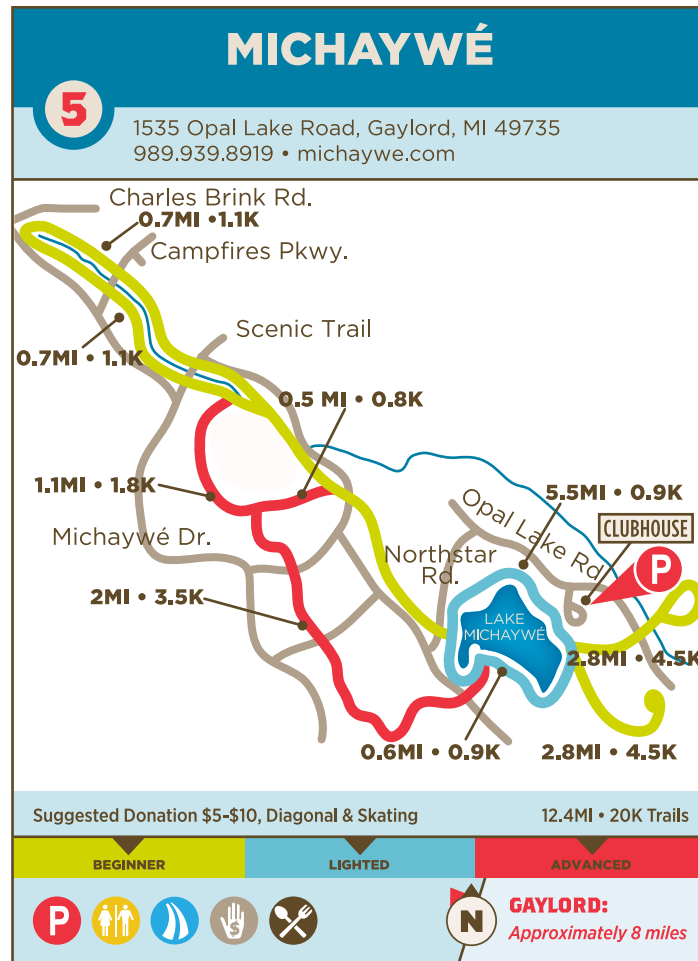 MICHAYWÉ
5
1535 Opal Lake Road, Gaylord, MI 49735
989.939.8919 • michaywe.com
Charles Brink Rd.
0.7MI •1.1K
Campfires Pkwy.
Scenic Trail
0.7MI • 1.1K
0.5 MI • 0.8K
1.1MI • 1.8K
5.5MI • 0.9K
Opal Lake Rd.
CLUBHOUSE
P
Michaywé Dr.
Northstar
Rd.
2MI • 3.5K
LAKE
MICHAYWÉ
2.8MI • 4.5K
0.6MI • 0.9K
2.8MI • 4.5K
Suggested Donation $5-$10, Diagonal & Skating
12.4MI • 20K Trails
BEGINNER
LIGHTED
ADVANCED
P
$
N
GAYLORD:
Approximately 8 miles